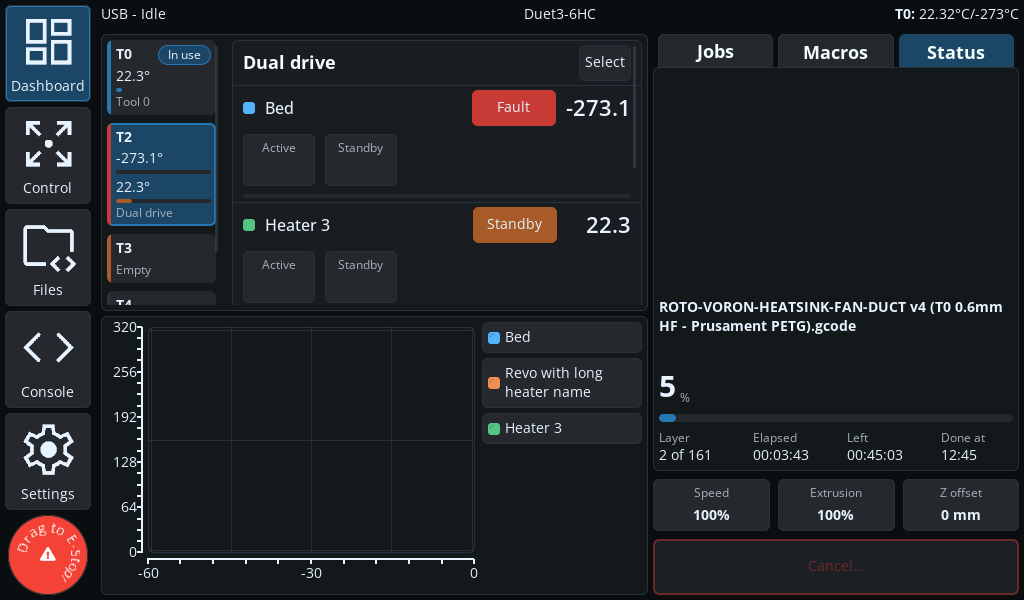 USB - Idle
Duet3-6HC
T0: 22.32°C/-273°C
Dashboard
Control
Files
Console
Settings
Drag to E-Stop!
T0
In use
22.3°
Tool 0
T2
-273.1°
22.3°
Dual drive
T3
Empty
T4
Dual drive
Select
Bed
Fault
-273.1
Active
Standby
Heater 3
Standby
22.3
Active
Standby
320
256
192
128
64
0
-60
-30
0
Bed
Revo with long
heater name
Heater 3
Jobs
Macros
Status
ROTO-VORON-HEATSINK-FAN-DUCT v4 (T0 0.6mm
HF - Prusament PETG).gcode
5 %
Layer
2 of 161
Elapsed
00:03:43
Left
00:45:03
Done at
12:45
Speed
100%
Extrusion
100%
Z offset
0 mm
Cancel...